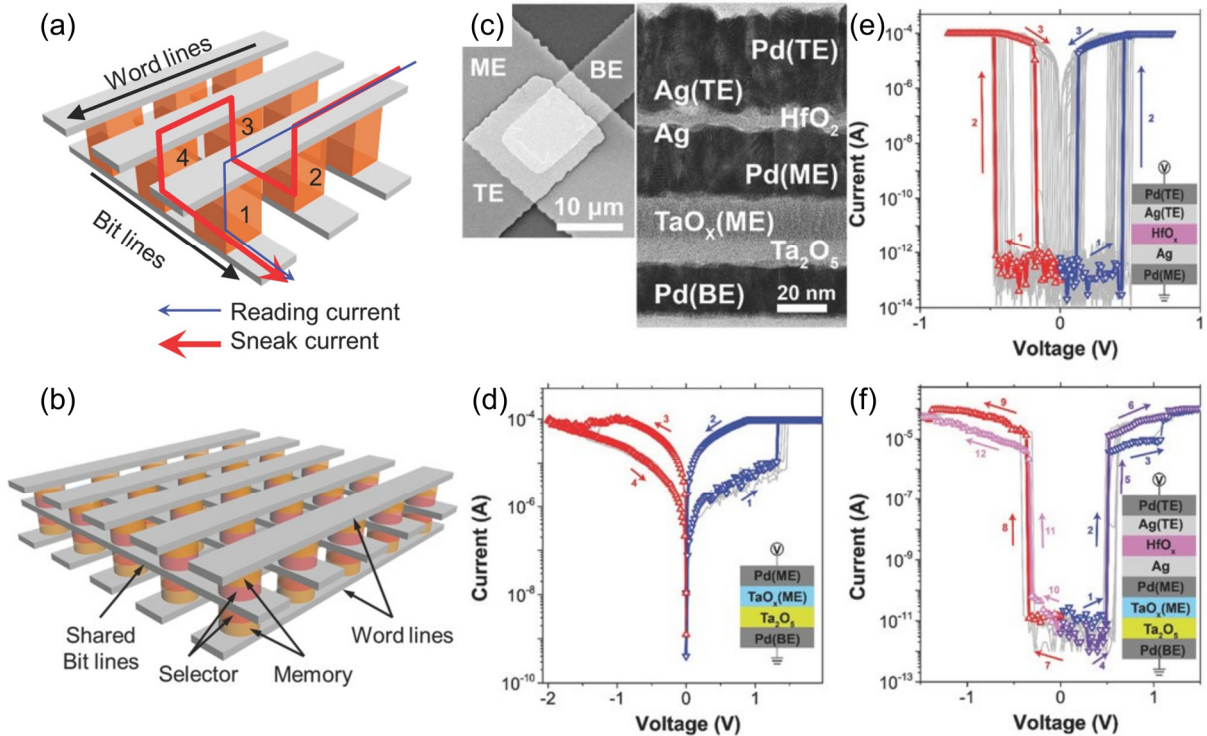 (a)
Word lines
3
4
2
1
Bit lines
Reading current
Sneak current
(b)
Shared
Bit lines
Selector
Memory
Word lines
(c)
ME
BE
TE
10 µm
Pd(TE)
Ag(TE)
HfO₂
Ag
Pd(ME)
TaOₓ(ME)
Ta₂O₅
Pd(BE)
20 nm
(d)
10⁻⁴
10⁻⁶
10⁻⁸
10⁻¹⁰
Current (A)
3
2
4
1
V
Pd(ME)
TaOₓ(ME)
Ta₂O₅
Pd(BE)
-2
-1
0
1
Voltage (V)
(e)
10⁻⁴
10⁻⁶
10⁻⁸
10⁻¹⁰
10⁻¹²
10⁻¹⁴
Current (A)
3
3
2
2
1
1
V
Pd(TE)
Ag(TE)
HfOₓ
Ag
Pd(ME)
-1
0
1
Voltage (V)
(f)
10⁻⁵
10⁻⁷
10⁻⁹
10⁻¹¹
10⁻¹³
Current (A)
9
6
12
3
5
8
11
2
10
1
7
4
V
Pd(TE)
Ag(TE)
HfOₓ
Ag
Pd(ME)
TaOₓ(ME)
Ta₂O₅
Pd(BE)
-1
0
1
Voltage (V)